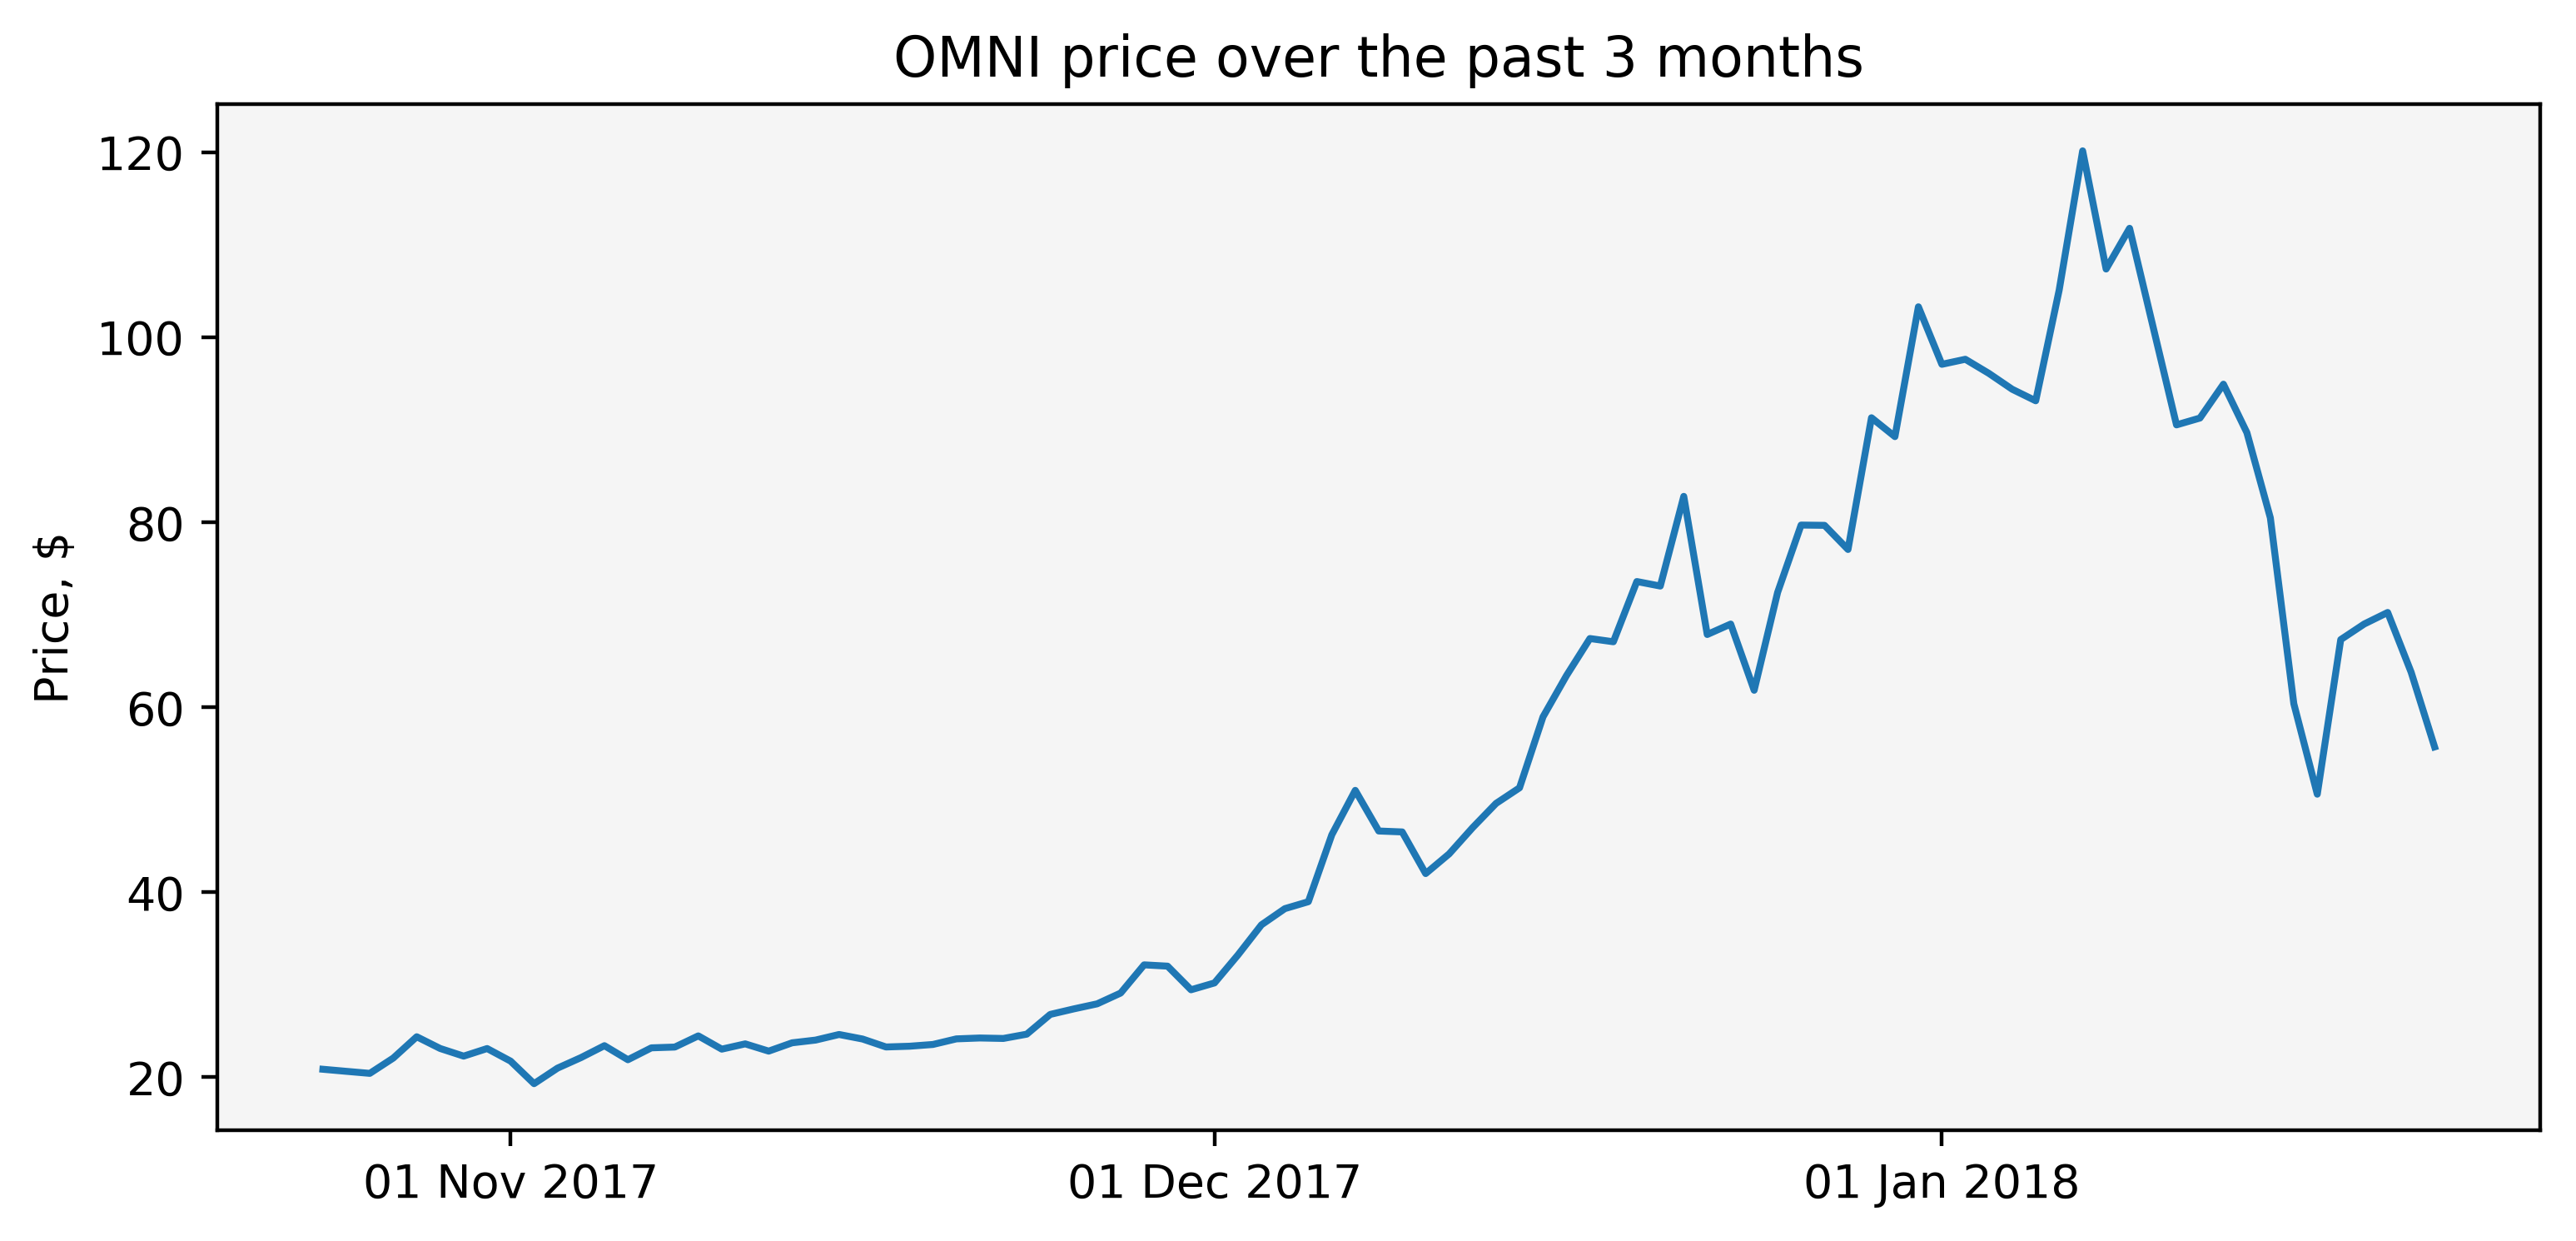 OMNI price over the past 3 months
120
100
80
60
40
20
Price, $
01 Nov 2017
01 Dec 2017
01 Jan 2018